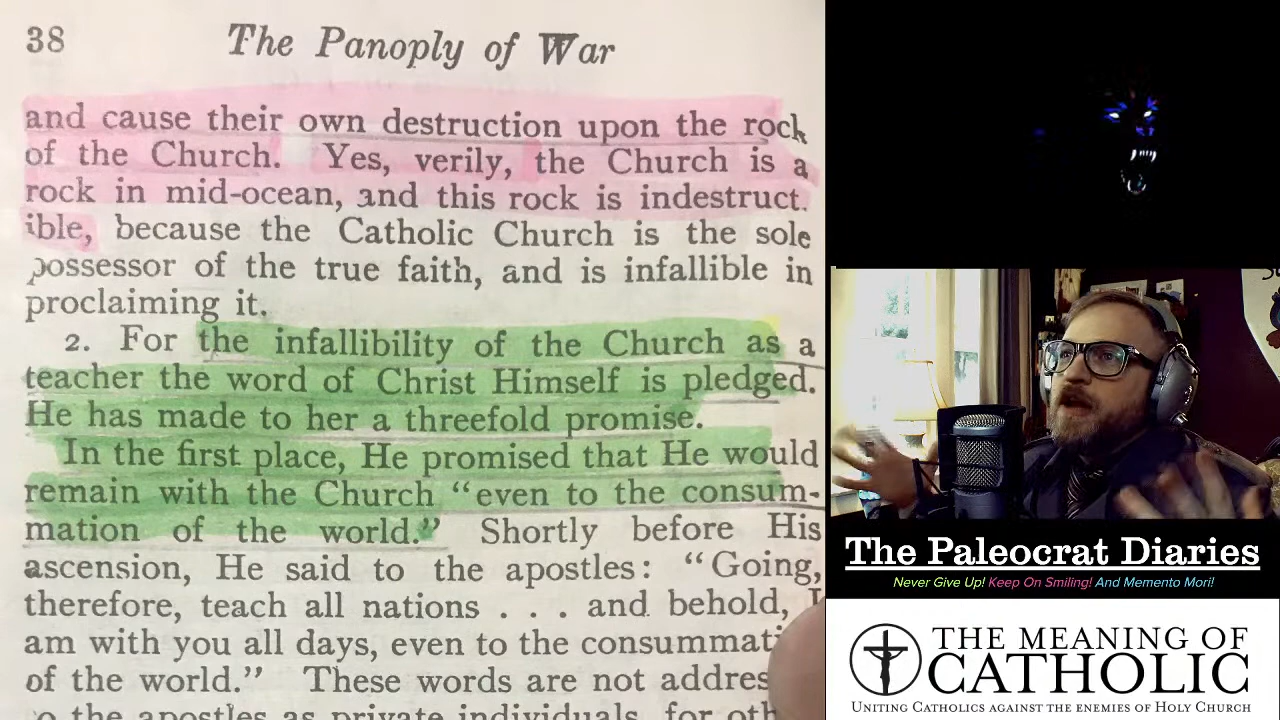 38 The Panoply of War
and cause their own destruction upon the rock
of the Church. Yes, verily, the Church is a
rock in mid-ocean, and this rock is indestruct.
ible, because the Catholic Church is the sole
possessor of the true faith, and is infallible in
proclaiming it.
2. For the infallibility of the Church as a
teacher the word of Christ Himself is pledged.
He has made to her a threefold promise.
In the first place, He promised that He would
remain with the Church "even to the consum-
mation of the world." Shortly before His
ascension, He said to the apostles: "Going,
therefore, teach all nations . . . and behold, I
am with you all days, even to the consummati
of the world." These words are not addres
the apostles as private individuals, for oth
The Paleocrat Diaries
Never Give Up! Keep On Smiling! And Memento Mori!
THE MEANING OF
CATHOLIC
UNITING CATHOLICS AGAINST THE ENEMIES OF HOLY CHURCH